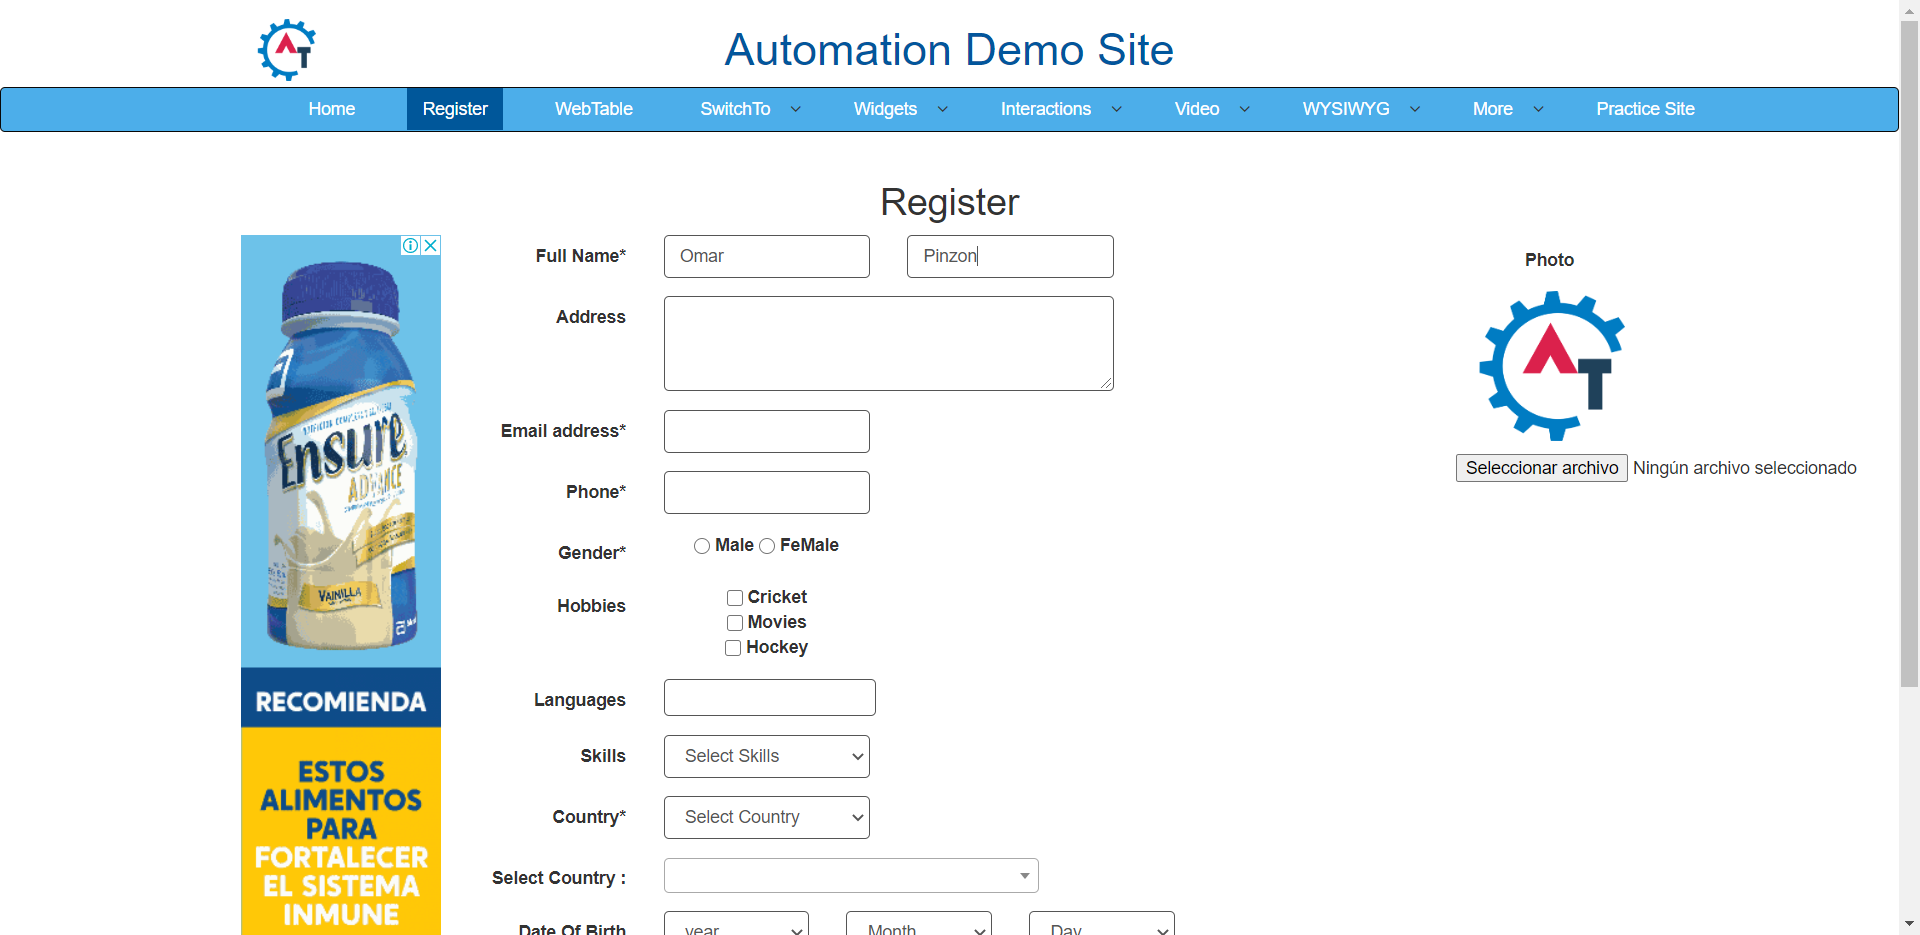 Automation Demo Site
Home Register WebTable SwitchTo Widgets Interactions Video WYSIWYG More Practice Site
Register
Full Name* Omar Pinzon
Photo
Address
Email address*
Seleccionar archivo Ningún archivo seleccionado
Phone*
Gender* Male FeMale
Hobbies
Cricket
Movies
Hockey
Languages
Skills Select Skills
Country* Select Country
Select Country :
Date Of Birth year Month Day
Ensure
ADVANCE
VAINILLA
RECOMIENDA
ESTOS
ALIMENTOS
PARA
FORTALECER
EL SISTEMA
INMUNE
AT
AT